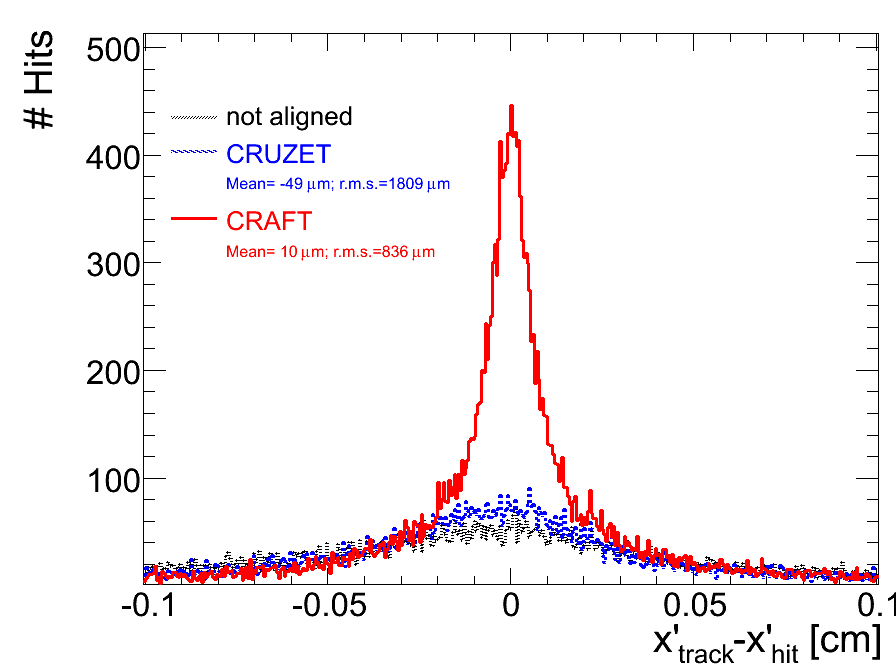 # Hits
500
400
300
200
100
not aligned
CRUZET
Mean= -49 μm; r.m.s.=1809 μm
CRAFT
Mean= 10 μm; r.m.s.=836 μm
-0.1 -0.05 0 0.05 0.1
x'track-x'hit [cm]